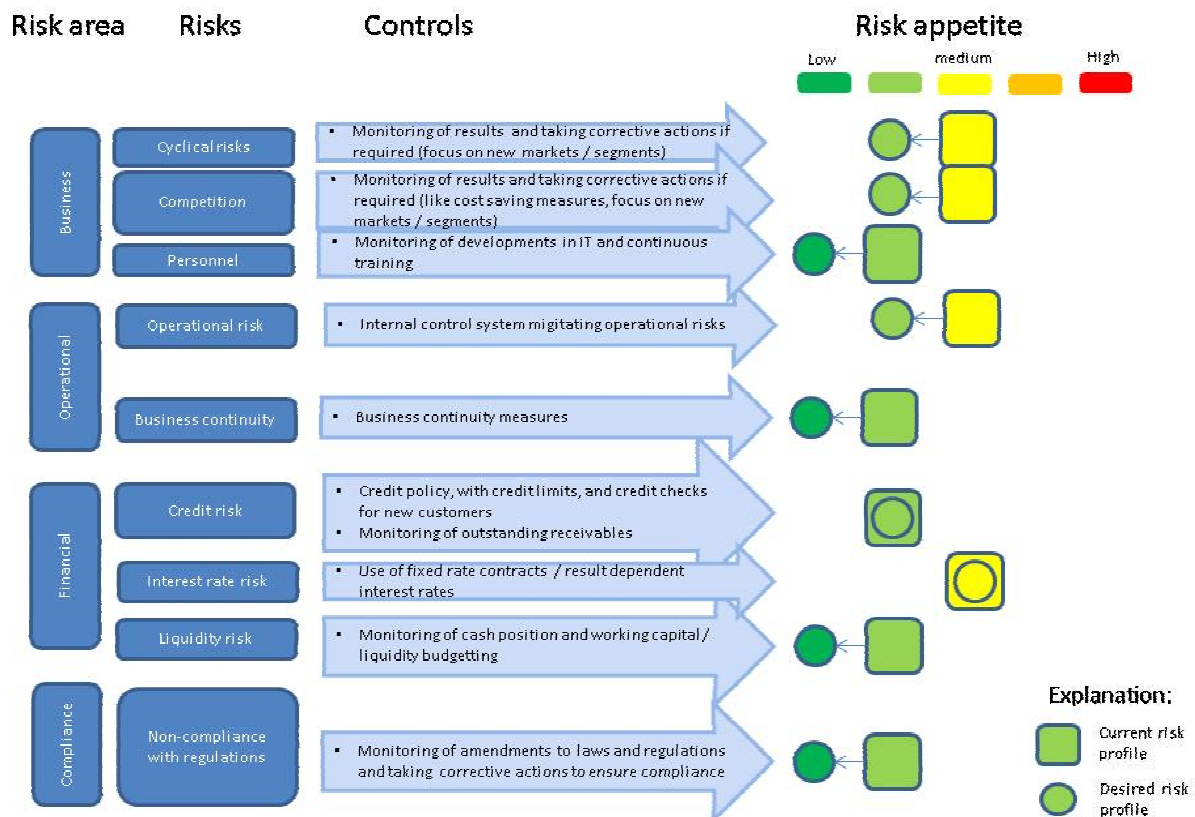 Risk area Risks Controls Risk appetite
Low medium High
Business
Cyclical risks
▪ Monitoring of results and taking corrective actions if
required (focus on new markets / segments)
Competition
▪ Monitoring of results and taking corrective actions if
required (like cost saving measures, focus on new
markets / segments)
Personnel
▪ Monitoring of developments in IT and continuous
training
Operational
Operational risk
▪ Internal control system migitating operational risks
Business continuity
▪ Business continuity measures
Financial
Credit risk
▪ Credit policy, with credit limits, and credit checks
for new customers
▪ Monitoring of outstanding receivables
Interest rate risk
▪ Use of fixed rate contracts / result dependent
interest rates
Liquidity risk
▪ Monitoring of cash position and working capital /
liquidity budgetting
Compliance
Non-compliance
with regulations
▪ Monitoring of amendments to laws and regulations
and taking corrective actions to ensure compliance
Explanation:
Current risk
profile
Desired risk
profile